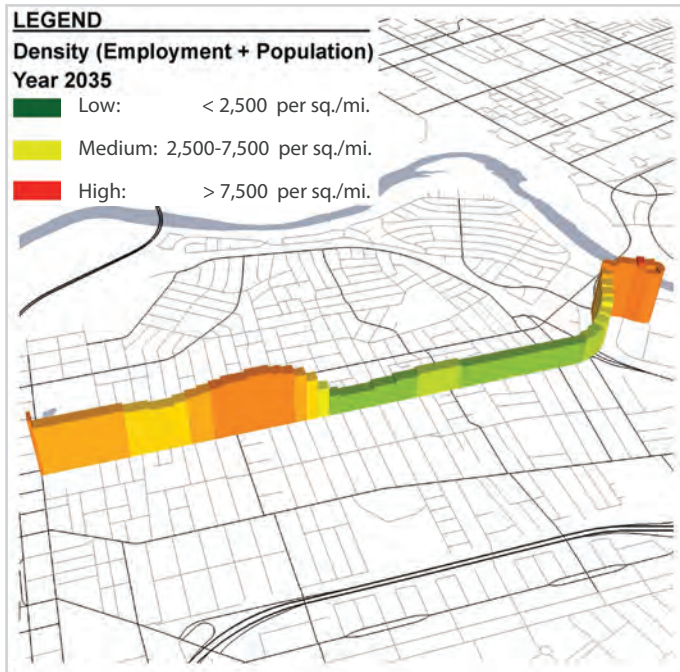 LEGEND
Density (Employment + Population)
Year 2035
Low: < 2,500 per sq./mi.
Medium: 2,500-7,500 per sq./mi.
High: > 7,500 per sq./mi.